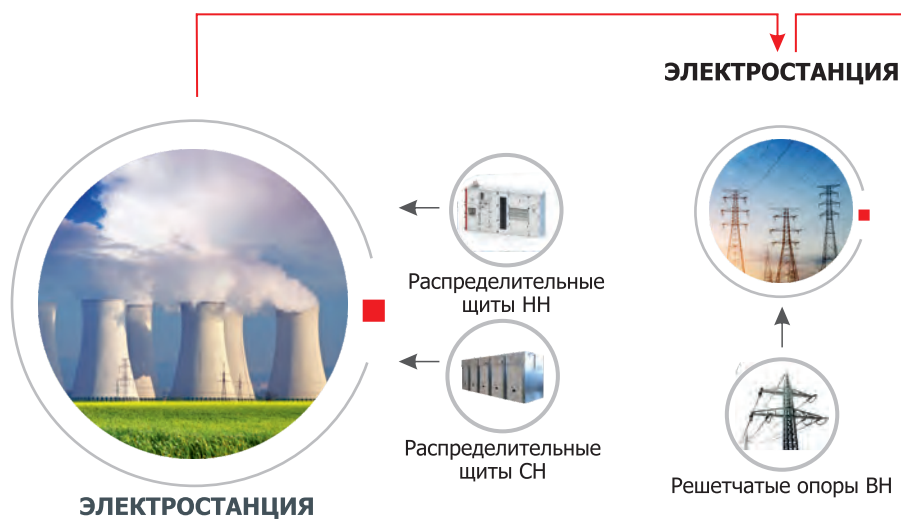 ЭЛЕКТРОСТАНЦИЯ
Распределительные
щиты НН
Распределительные
щиты СН
Решетчатые опоры ВН
ЭЛЕКТРОСТАНЦИЯ